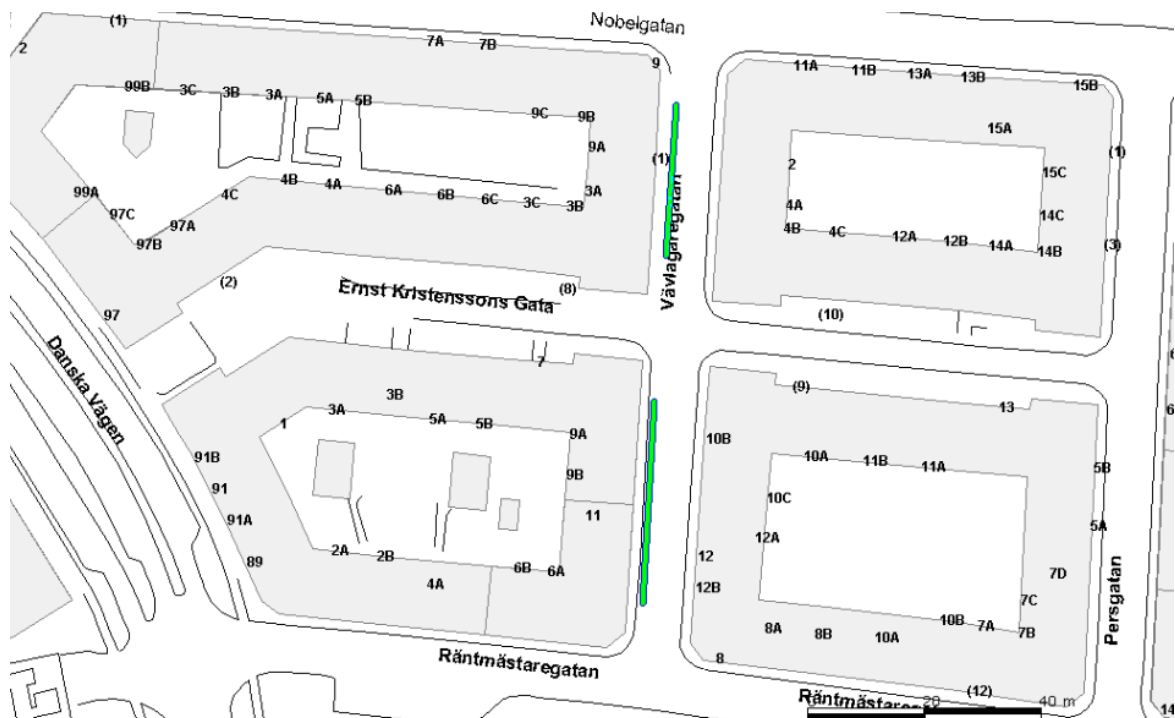 Nobelgatan
(1)
2
7A
7B
9
11A
11B
13A
13B
15B
99B
3C
3B
3A
5A
5B
9C
9B
15A
9A
(1)
2
15C
(1)
99A
97C
97A
97B
4C
4B
4A
6A
6B
6C
3C
3B
3A
4A
4B
4C
12A
12B
14A
14B
14C
(3)
Vävlagaregatan
(2)
Ernst Kristenssons Gata
(8)
97
(10)
Danska Vägen
7
(9)
13
1
3A
3B
5A
5B
9A
10B
10A
11B
11A
5B
91B
91
91A
89
9B
11
10C
12A
5A
2A
2B
4A
6B
6A
12
12B
7D
7C
Persgatan
8A
8B
10A
10B
7A
7B
Räntmästaregatan
8
(12)
Räntmästare
20
40 m
6
6
14